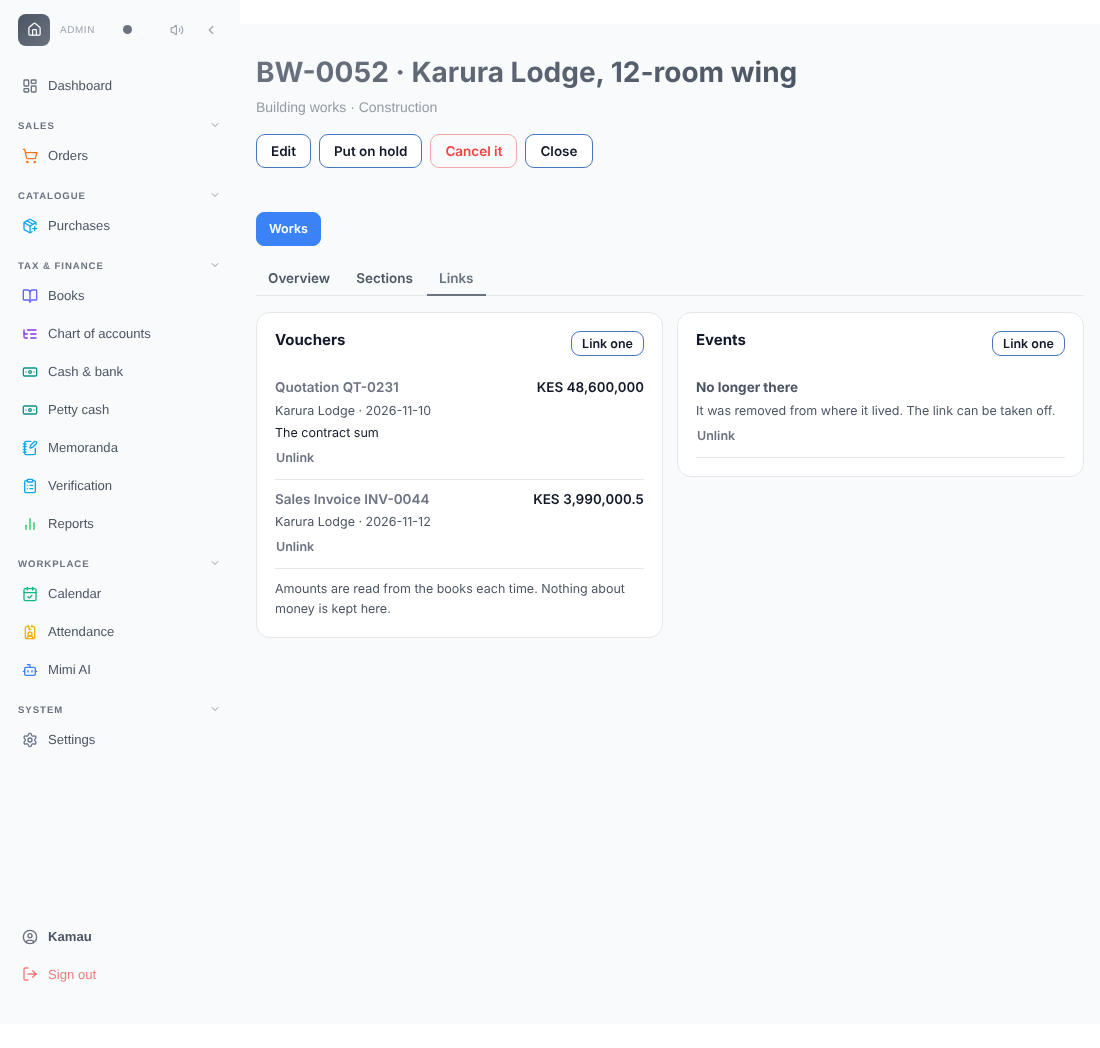 ADMIN
Dashboard
SALES
Orders
CATALOGUE
Purchases
TAX & FINANCE
Books
Chart of accounts
Cash & bank
Petty cash
Memoranda
Verification
Reports
WORKPLACE
Calendar
Attendance
Mimi AI
SYSTEM
Settings
Kamau
Sign out
BW-0052 · Karura Lodge, 12-room wing
Building works · Construction
Edit Put on hold Cancel it Close
Works
Overview Sections Links
Vouchers Link one
Quotation QT-0231 KES 48,600,000
Karura Lodge · 2026-11-10
The contract sum
Unlink
Sales Invoice INV-0044 KES 3,990,000.5
Karura Lodge · 2026-11-12
Unlink
Amounts are read from the books each time. Nothing about
money is kept here.
Events Link one
No longer there
It was removed from where it lived. The link can be taken off.
Unlink